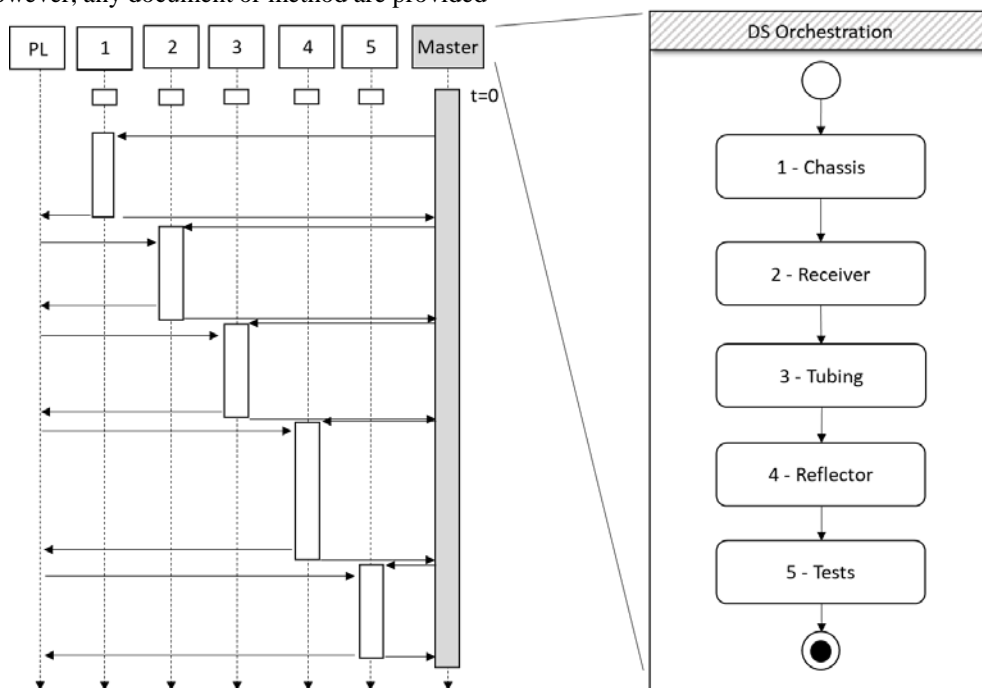 owever, any document or method are provided
PL 1 2 3 4 5 Master
t=0
DS Orchestration
1 - Chassis
2 - Receiver
3 - Tubing
4 - Reflector
5 - Tests